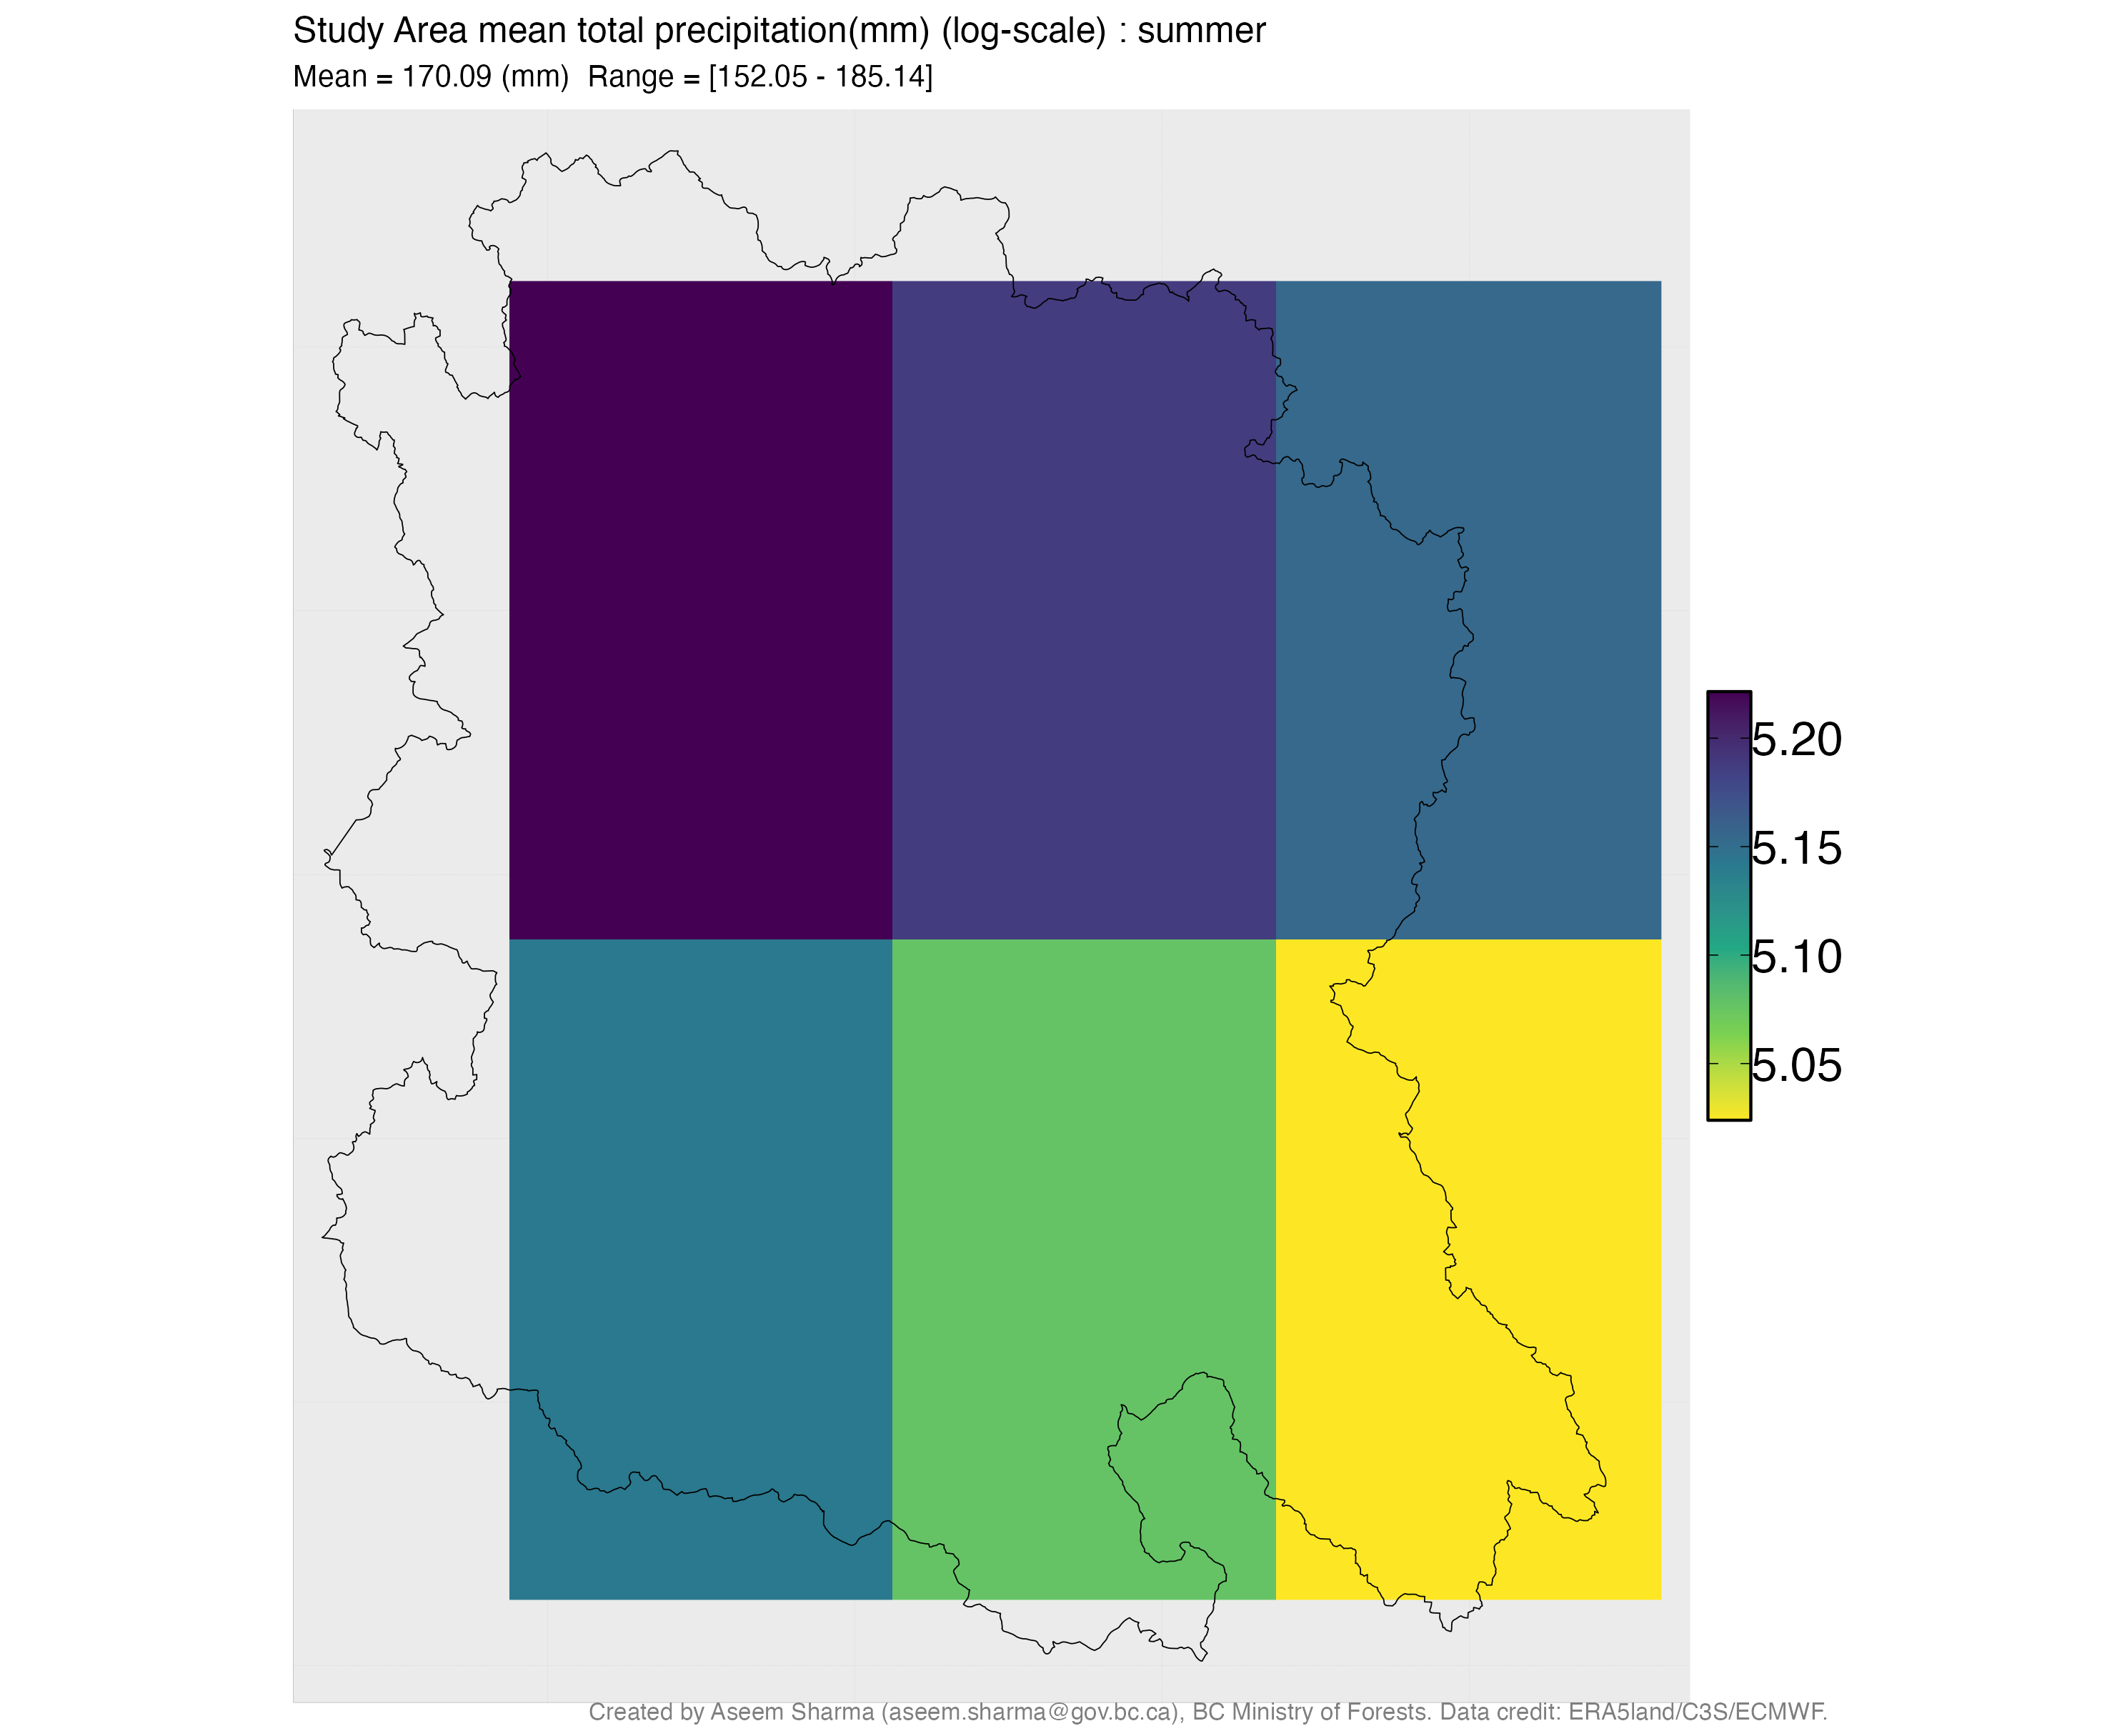 Study Area mean total precipitation(mm) (log-scale) : summer
Mean = 170.09 (mm)  Range = [152.05 - 185.14]
5.20
5.15
5.10
5.05
Created by Aseem Sharma (aseem.sharma@gov.bc.ca), BC Ministry of Forests. Data credit: ERA5land/C3S/ECMWF.